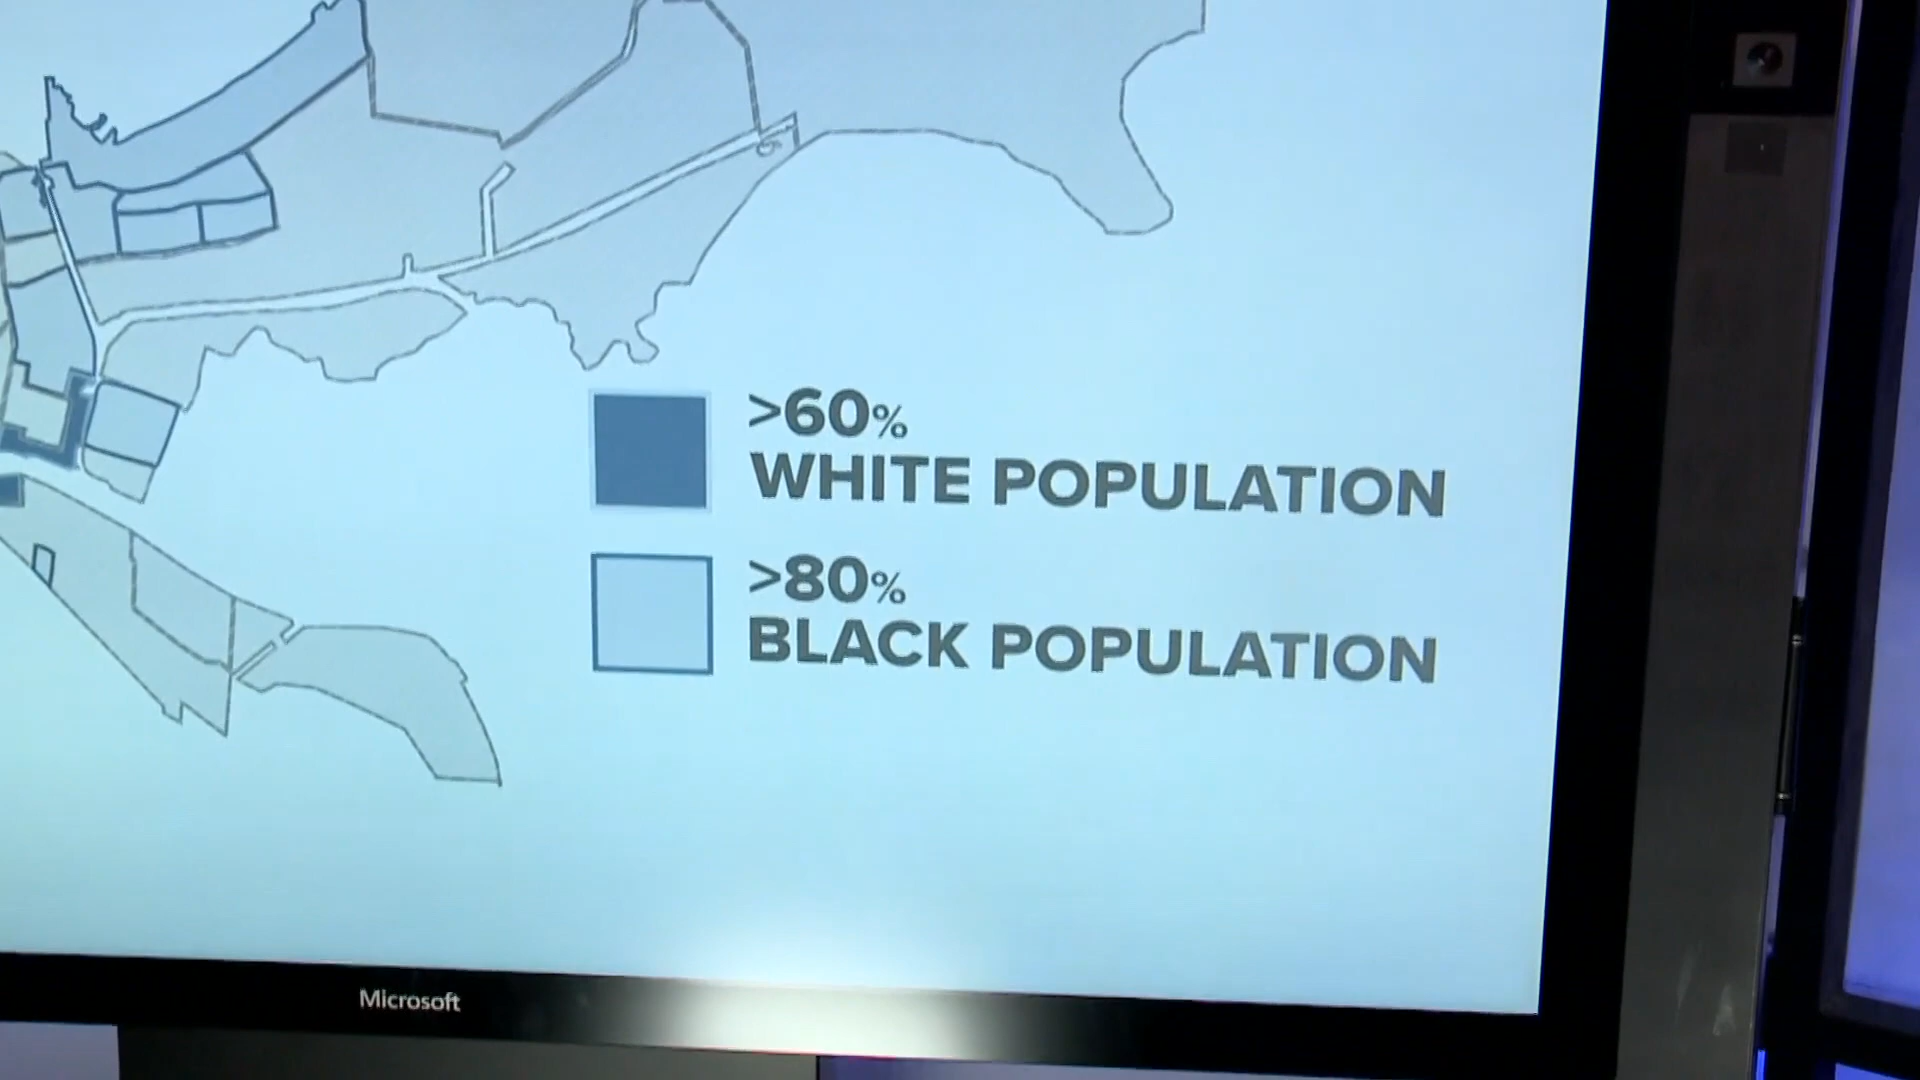 >60%
WHITE POPULATION
>80%
BLACK POPULATION
Microsoft